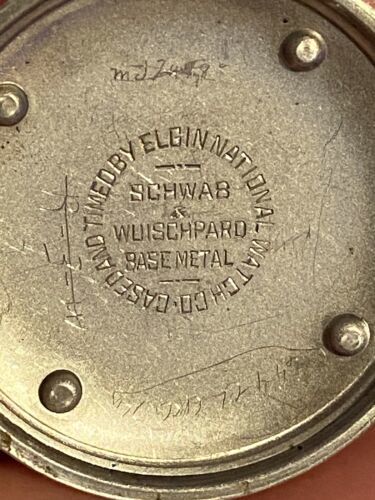 CASED AND TIMED BY ELGIN NATIONAL WATCH CO.
SCHWAB
&
WUISCHPARD
BASE METAL